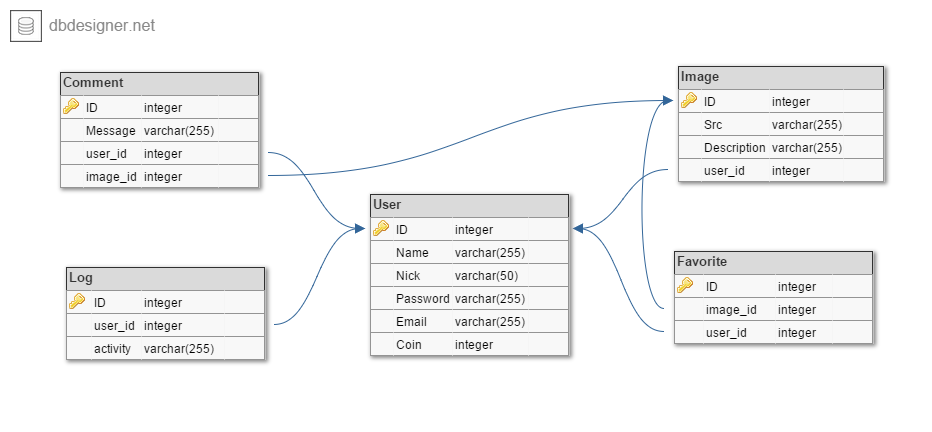 dbdesigner.net
Comment
ID integer
Message varchar(255)
user_id integer
image_id integer
Image
ID integer
Src varchar(255)
Description varchar(255)
user_id integer
User
ID integer
Name varchar(255)
Nick varchar(50)
Password varchar(255)
Email varchar(255)
Coin integer
Log
ID integer
user_id integer
activity varchar(255)
Favorite
ID integer
image_id integer
user_id integer